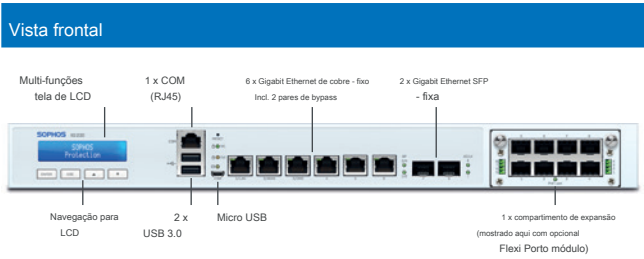 Vista frontal
Multi-funções
tela de LCD
1 x COM
(RJ45)
6 x Gigabit Ethernet de cobre - fixo
Incl. 2 pares de bypass
2 x Gigabit Ethernet SFP
- fixa
SOPHOS
SOPHOS
Protection
Navegação para
LCD
2 x
USB 3.0
Micro USB
1 x compartimento de expansão
(mostrado aqui com opcional
Flexi Porto módulo)